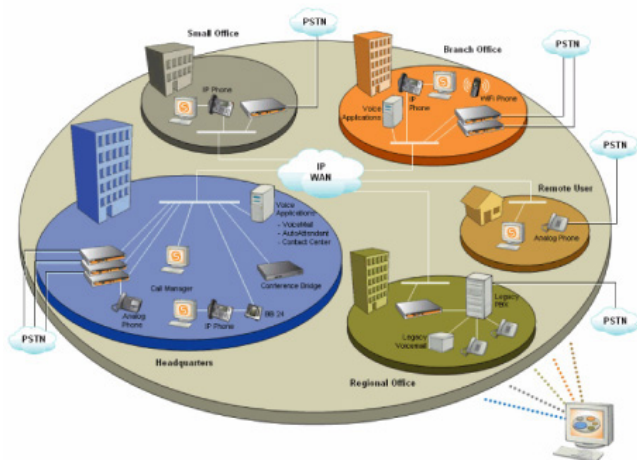 Small Office
PSTN
IP Phone
Branch Office
PSTN
Voice
Applications
IP
Phone
WiFi Phone
IP
WAN
PSTN
Remote User
Analog Phone
Voice
Applications
- VoiceMail
- AutoAttendant
- Contact Center
Call Manager
Conference Bridge
Analog
Phone
IP Phone
BB 24
PSTN
Headquarters
Legacy
PBX
Legacy
Voicemail
PSTN
Regional Office